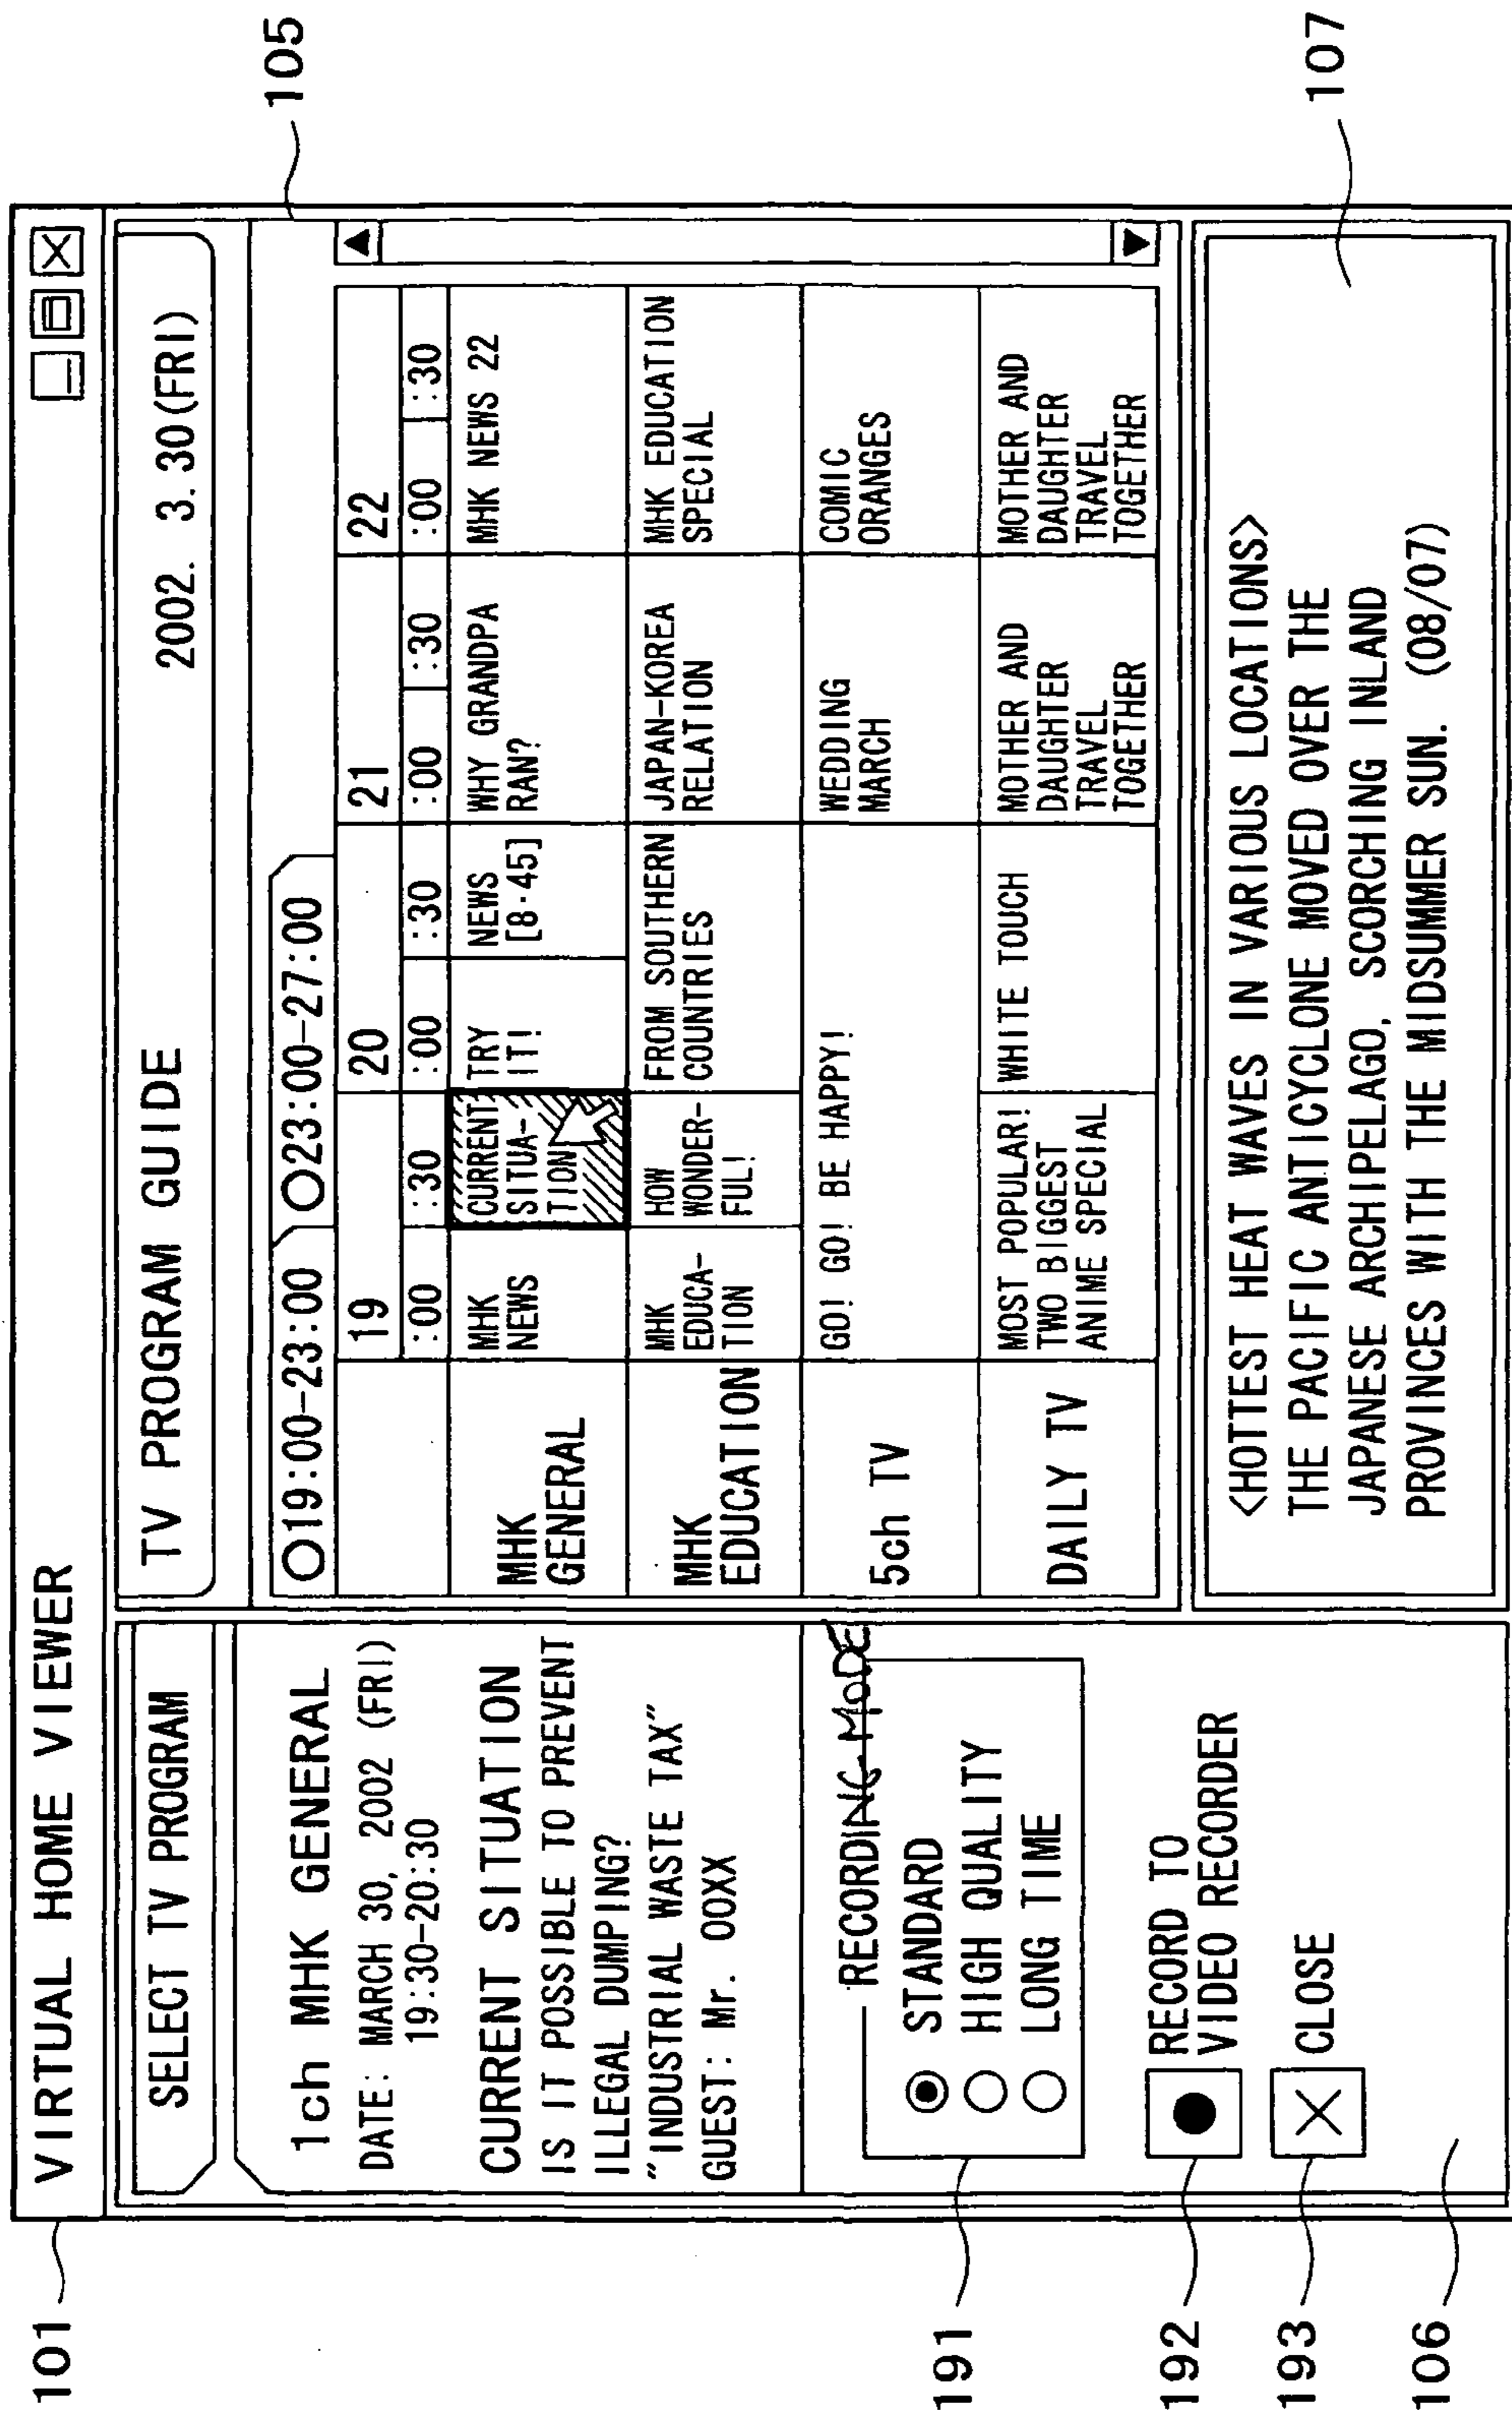 101
VIRTUAL HOME VIEWER
SELECT TV PROGRAM
1ch MHK GENERAL
DATE: MARCH 30, 2002 (FRI)
19:30-20:30
CURRENT SITUATION
IS IT POSSIBLE TO PREVENT
ILLEGAL DUMPING?
"INDUSTRIAL WASTE TAX"
GUEST: Mr. OOXX
RECORDING MODE
STANDARD
HIGH QUALITY
LONG TIME
191
RECORD TO
VIDEO RECORDER
192
CLOSE
193
106
TV PROGRAM GUIDE 2002. 3. 30 (FRI)
105
19:00-23:00 23:00-27:00
19 20 21 22
:00 :30 :00 :30 :00 :30 :00 :30
MHK
GENERAL
MHK
NEWS
CURRENT
SITUA-
TION
TRY
IT!
NEWS
[8·45]
WHY GRANDPA
RAN?
MHK NEWS 22
MHK
EDUCATION
MHK
EDUCA-
TION
HOW
WONDER-
FUL!
FROM SOUTHERN
COUNTRIES
JAPAN-KOREA
RELATION
MHK EDUCATION
SPECIAL
5ch TV
GO! GO! BE HAPPY!
WEDDING
MARCH
COMIC
ORANGES
DAILY TV
MOST POPULAR!
TWO BIGGEST
ANIME SPECIAL
WHITE TOUCH
MOTHER AND
DAUGHTER
TRAVEL
TOGETHER
MOTHER AND
DAUGHTER
TRAVEL
TOGETHER
<HOTTEST HEAT WAVES IN VARIOUS LOCATIONS>
THE PACIFIC ANTICYCLONE MOVED OVER THE
JAPANESE ARCHIPELAGO, SCORCHING INLAND
PROVINCES WITH THE MIDSUMMER SUN. (08/07)
107